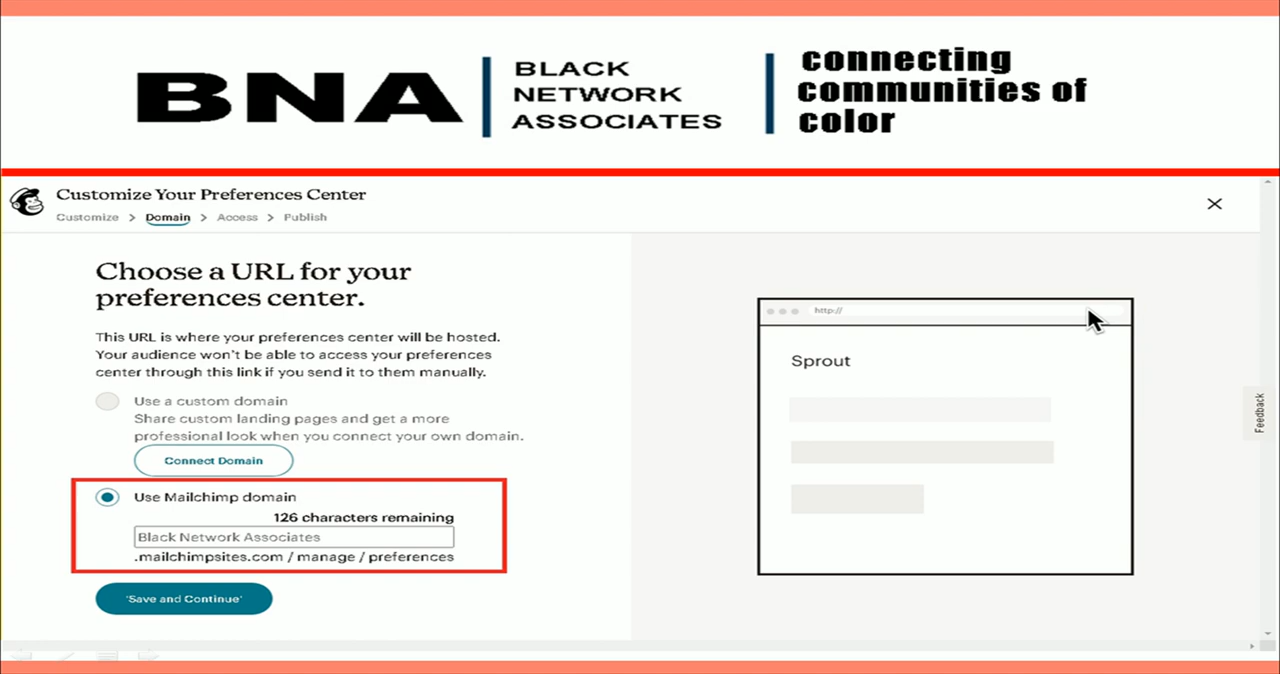 BNA
BLACK
NETWORK
ASSOCIATES
connecting
communities of
color
Customize Your Preferences Center
Customize > Domain > Access > Publish
Choose a URL for your
preferences center.
This URL is where your preferences center will be hosted.
Your audience won't be able to access your preferences
center through this link if you send it to them manually.
Use a custom domain
Share custom landing pages and get a more
professional look when you connect your own domain.
Connect Domain
Use Mailchimp domain
126 characters remaining
Black Network Associates
.mailchimpsites.com / manage / preferences
'Save and Continue'
http://
Sprout
Feedback